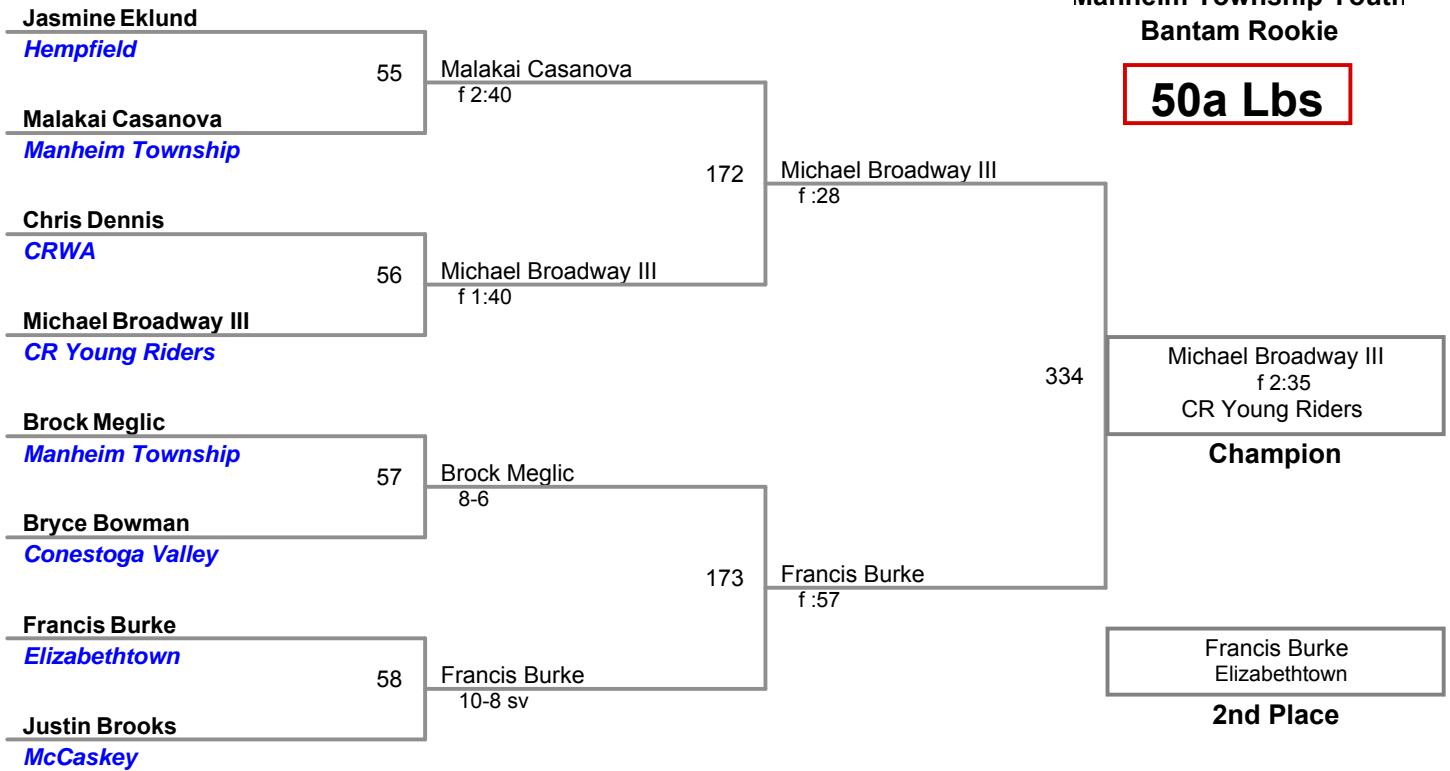 Manheim Township Youth
Bantam Rookie
50a Lbs
Jasmine Eklund
Hempfield
55
Malakai Casanova
f 2:40
Malakai Casanova
Manheim Township
172
Michael Broadway III
f :28
Chris Dennis
CRWA
56
Michael Broadway III
f 1:40
Michael Broadway III
CR Young Riders
334
Michael Broadway III
f 2:35
CR Young Riders
Champion
Brock Meglic
Manheim Township
57
Brock Meglic
8-6
Bryce Bowman
Conestoga Valley
173
Francis Burke
f :57
Francis Burke
Elizabethtown
58
Francis Burke
10-8 sv
Justin Brooks
McCaskey
Francis Burke
Elizabethtown
2nd Place